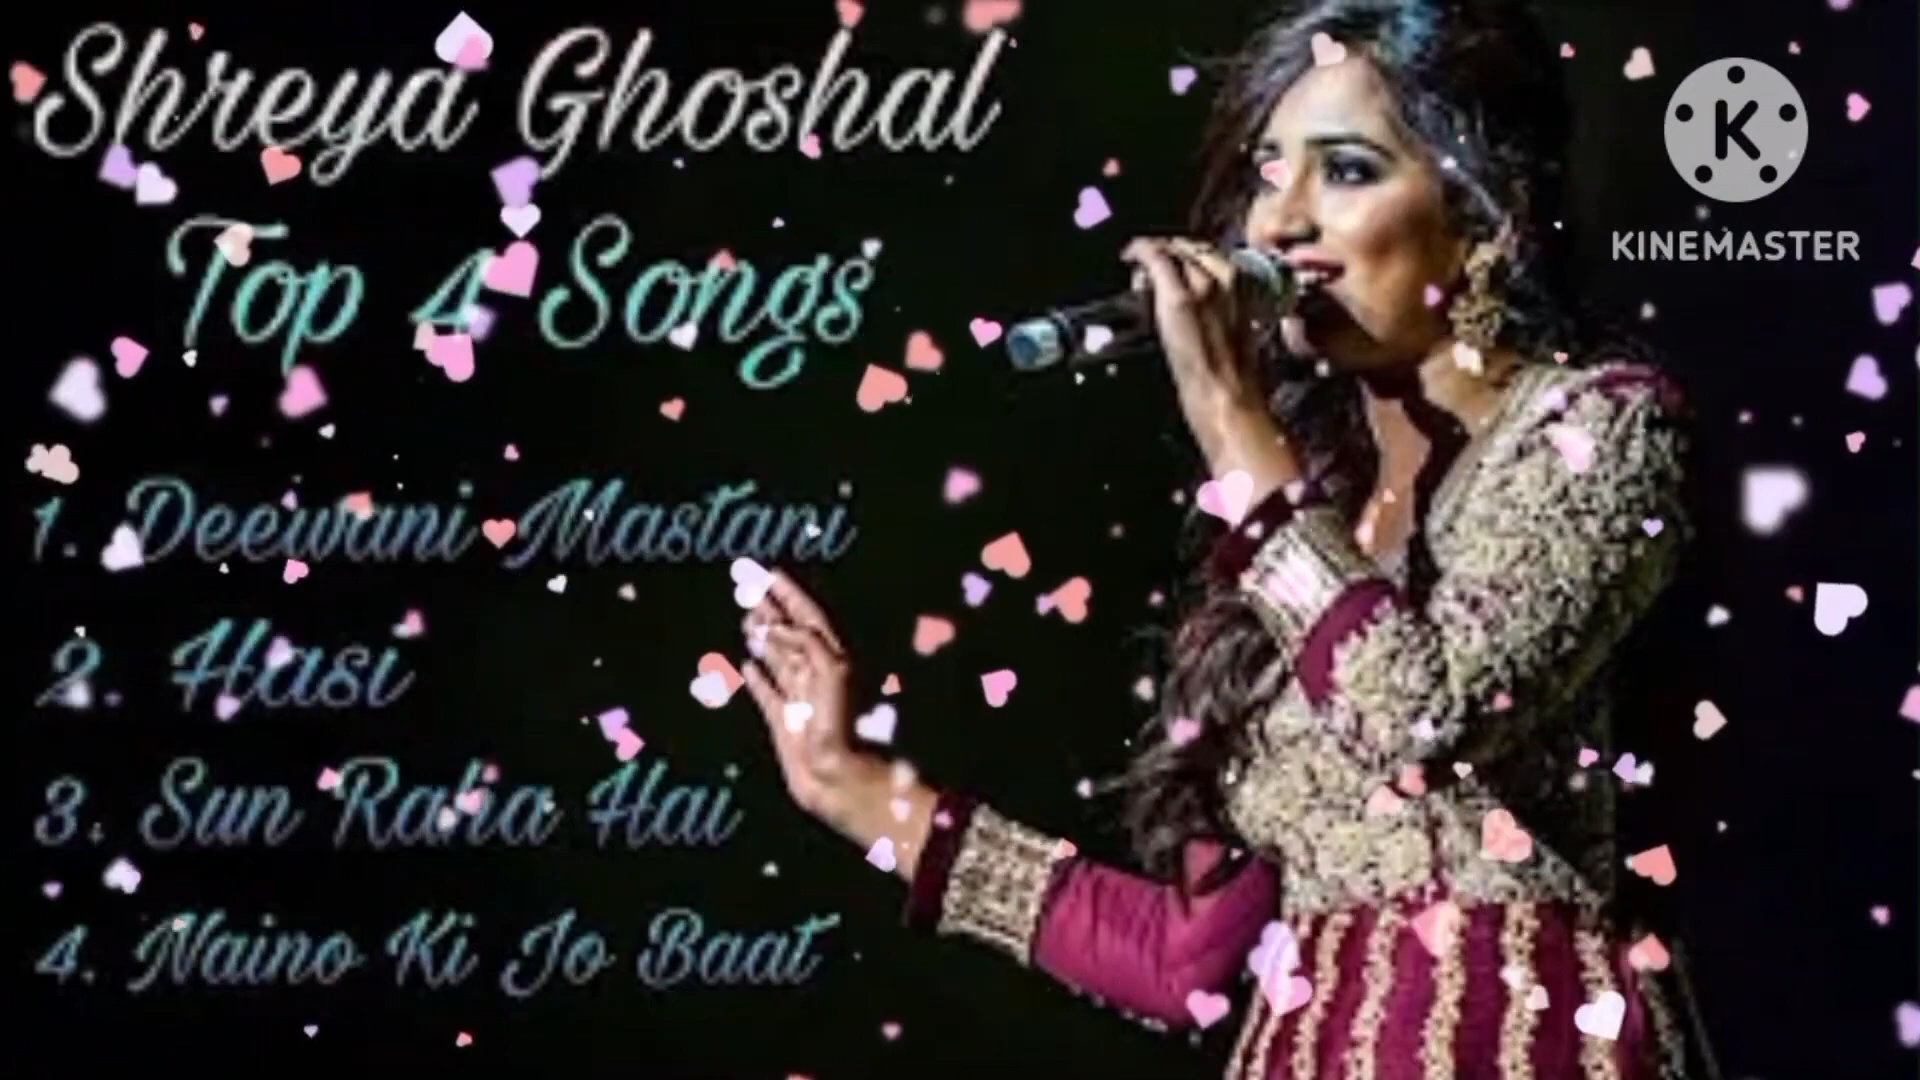 Shreya Ghoshal
Top 4 Songs
1. Deewani Mastani
2. Hasi
3. Sun Raha Hai
4. Naino Ki Jo Baat
K
KINEMASTER